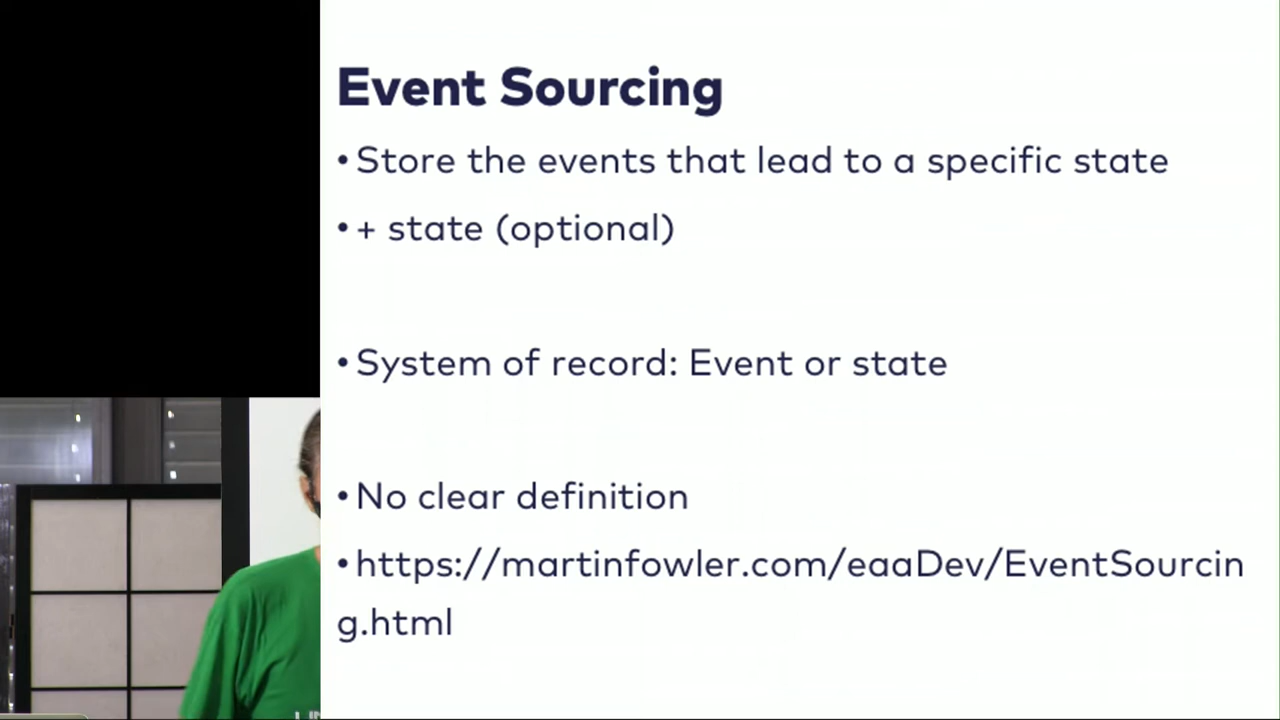 Event Sourcing
• Store the events that lead to a specific state
• + state (optional)
• System of record: Event or state
• No clear definition
• https://martinfowler.com/eaaDev/EventSourcin
g.html